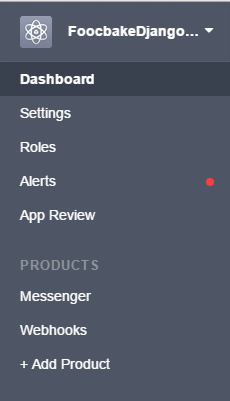 FoocbakeDjango...
Dashboard
Settings
Roles
Alerts
App Review
PRODUCTS
Messenger
Webhooks
+ Add Product